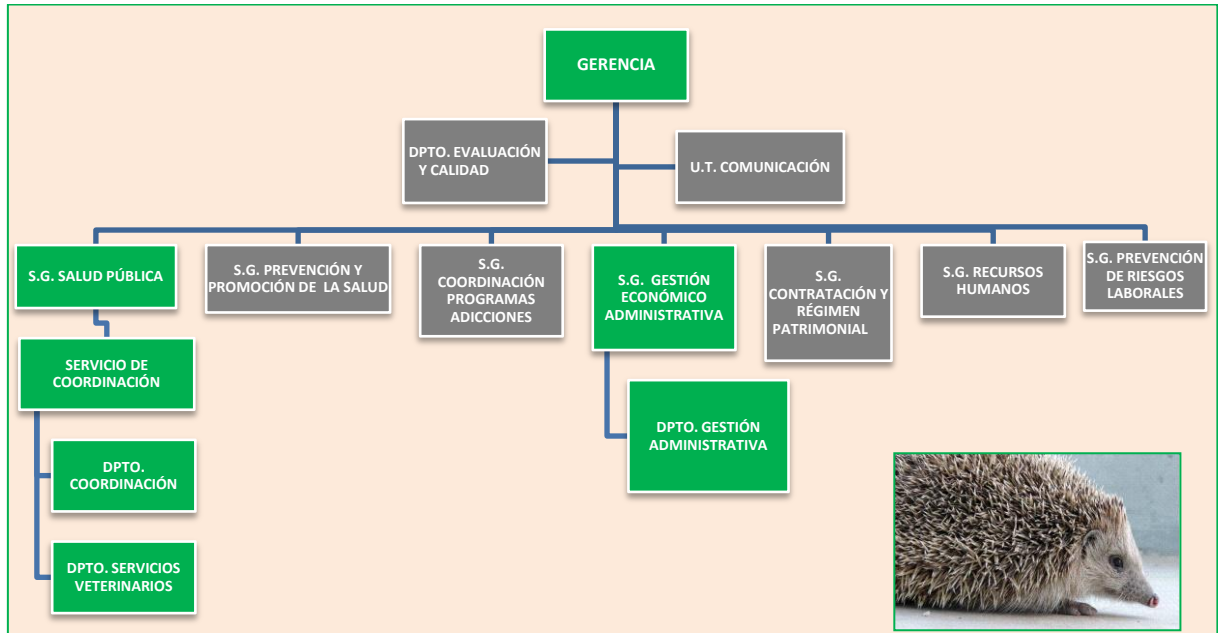 GERENCIA
DPTO. EVALUACIÓN
Y CALIDAD
U.T. COMUNICACIÓN
S.G. SALUD PÚBLICA
S.G. PREVENCIÓN Y
PROMOCIÓN DE LA SALUD
S.G.
COORDINACIÓN
PROGRAMAS
ADICCIONES
S.G. GESTIÓN
ECONÓMICO
ADMINISTRATIVA
S.G.
CONTRATACIÓN Y
RÉGIMEN
PATRIMONIAL
S.G. RECURSOS
HUMANOS
S.G. PREVENCIÓN
DE RIESGOS
LABORALES
SERVICIO DE
COORDINACIÓN
DPTO. GESTIÓN
ADMINISTRATIVA
DPTO.
COORDINACIÓN
DPTO. SERVICIOS
VETERINARIOS